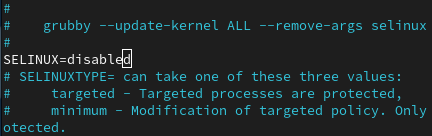 #
#    grubby --update-kernel ALL --remove-args selinux
#
SELINUX=disabled
# SELINUXTYPE= can take one of these three values:
#     targeted - Targeted processes are protected,
#     minimum - Modification of targeted policy. Only
otected.